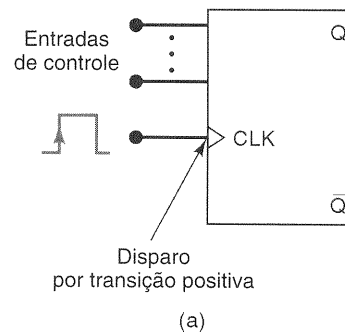 Entradas
de controle
Q
CLK
Q̅
Disparo
por transição positiva
(a)